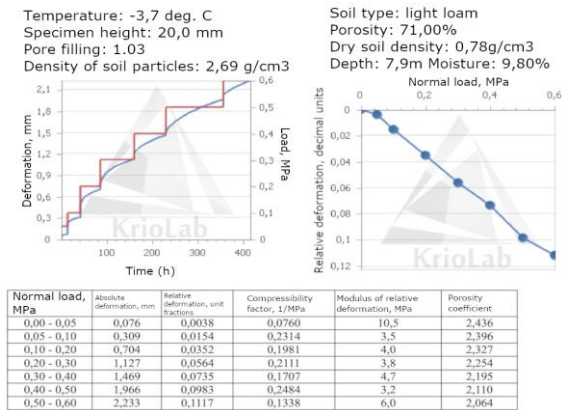 Temperature: -3,7 deg. C
Specimen height: 20,0 mm
Pore filling: 1.03
Density of soil particles: 2,69 g/cm3
2,1
1,8
1,5
1,2
0,9
0,6
0,3
0
Deformation, mm
0,6
0,5
0,4
0,3
0,2
0,1
0
Load, MPa
100
200
300
400
Time (h)
KrioLab
Soil type: light loam
Porosity: 71,00%
Dry soil density: 0,78g/cm3
Depth: 7,9m Moisture: 9,80%
Normal load, MPa
0 0,2 0,4 0,6
0
0,02
0,04
0,06
0,08
0,1
0,12
Relative deformation, decimal units
KrioLab
Normal load, MPa Absolute deformation, mm Relative deformation, unit fractions Compressibility factor, 1/MPa Modulus of relative deformation, MPa Porosity coefficient
0,00 - 0,05 0,076 0,0038 0,0760 10,5 2,436
0,05 - 0,10 0,309 0,0154 0,2314 3,5 2,396
0,10 - 0,20 0,704 0,0352 0,1981 4,0 2,327
0,20 - 0,30 1,127 0,0564 0,2111 3,8 2,254
0,30 - 0,40 1,469 0,0735 0,1707 4,7 2,195
0,40 - 0,50 1,966 0,0983 0,2484 3,2 2,110
0,50 - 0,60 2,233 0,1117 0,1338 6,0 2,064